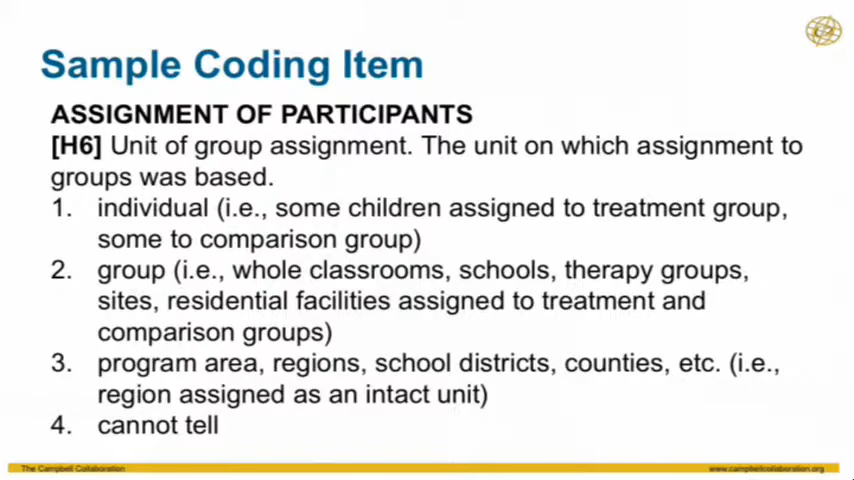 Sample Coding Item
ASSIGNMENT OF PARTICIPANTS
[H6] Unit of group assignment. The unit on which assignment to
groups was based.
1. individual (i.e., some children assigned to treatment group,
some to comparison group)
2. group (i.e., whole classrooms, schools, therapy groups,
sites, residential facilities assigned to treatment and
comparison groups)
3. program area, regions, school districts, counties, etc. (i.e.,
region assigned as an intact unit)
4. cannot tell
The Campbell Collaboration
www.campbellcollaboration.org